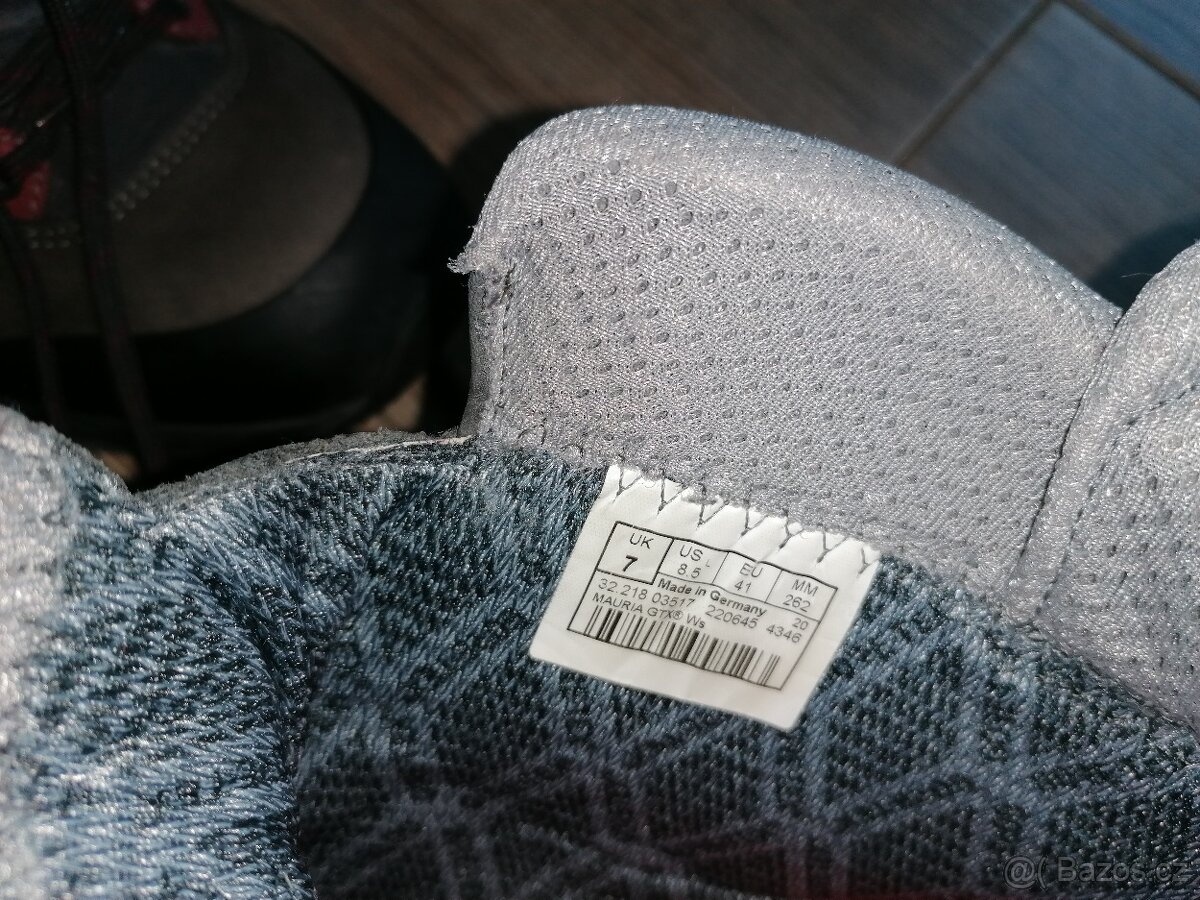 UK US L EU MM
7 8.5 41 262
Made in Germany 20
32.218 03517 220645 4346
MAURIA GTX® Ws
@( Bazos.cz